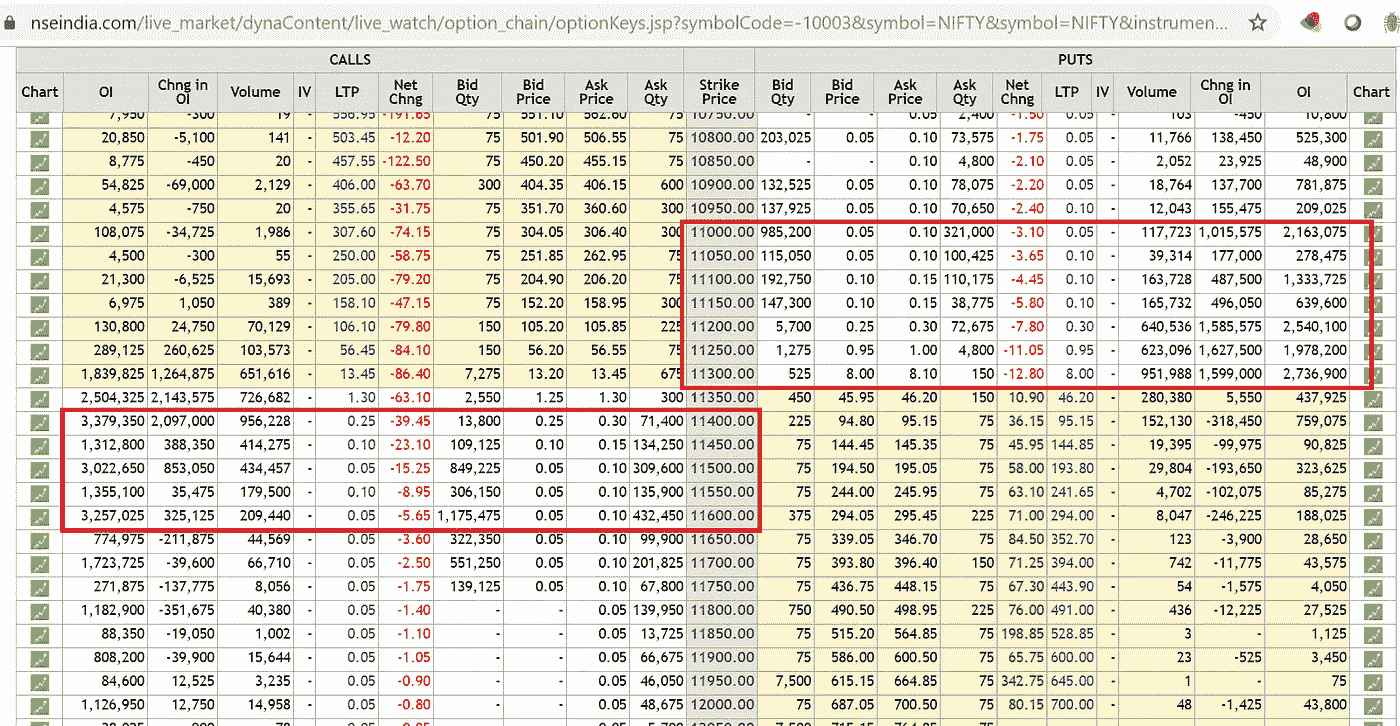 nseindia.com/live_market/dynaContent/live_watch/option_chain/optionKeys.jsp?symbolCode=-10003&symbol=NIFTY&symbol=NIFTY&instrumen...
CALLS PUTS
Chart OI Chng in OI Volume IV LTP Net Chng Bid Qty Bid Price Ask Price Ask Qty Strike Price Bid Qty Bid Price Ask Price Ask Qty Net Chng LTP IV Volume Chng in OI OI Chart
7,950 -300 19 - 556.95 -191.65 75 551.10 562.60 75 10750.00 - - 0.05 2,400 -1.50 0.05 - 103 -450 10,800
20,850 -5,100 141 - 503.45 -12.20 75 501.90 506.55 75 10800.00 203,025 0.05 0.10 73,575 -1.75 0.05 - 11,766 138,450 525,300
8,775 -450 20 - 457.55 -122.50 75 450.20 455.15 75 10850.00 - - 0.10 4,800 -2.10 0.05 - 2,052 23,925 48,900
54,825 -69,000 2,129 - 406.00 -63.70 300 404.35 406.15 600 10900.00 132,525 0.05 0.10 78,075 -2.20 0.05 - 18,764 137,700 781,875
4,575 -750 20 - 355.65 -31.75 75 351.70 360.60 300 10950.00 137,925 0.05 0.10 70,650 -2.40 0.10 - 12,043 155,475 209,025
108,075 -34,725 1,986 - 307.60 -74.15 75 304.05 306.40 300 11000.00 985,200 0.05 0.10 321,000 -3.10 0.05 - 117,723 1,015,575 2,163,075
4,500 -300 55 - 250.00 -58.75 75 251.85 262.95 75 11050.00 115,050 0.05 0.10 100,425 -3.65 0.10 - 39,314 177,000 278,475
21,300 -6,525 15,693 - 205.00 -79.20 75 204.90 206.20 75 11100.00 192,750 0.10 0.15 110,175 -4.45 0.10 - 163,728 487,500 1,333,725
6,975 1,050 389 - 158.10 -47.15 75 152.20 158.95 300 11150.00 147,300 0.10 0.15 38,775 -5.80 0.10 - 165,732 496,050 639,600
130,800 24,750 70,129 - 106.10 -79.80 150 105.20 105.85 225 11200.00 5,700 0.25 0.30 72,675 -7.80 0.30 - 640,536 1,585,575 2,540,100
289,125 260,625 103,573 - 56.45 -84.10 150 56.20 56.55 75 11250.00 1,275 0.95 1.00 4,800 -11.05 0.95 - 623,096 1,627,500 1,978,200
1,839,825 1,264,875 651,616 - 13.45 -86.40 7,275 13.20 13.45 675 11300.00 525 8.00 8.10 150 -12.80 8.00 - 951,988 1,599,000 2,736,900
2,504,325 2,143,575 726,682 - 1.30 -63.10 2,550 1.25 1.30 300 11350.00 450 45.95 46.20 150 10.90 46.20 - 280,380 5,550 437,925
3,379,350 2,097,000 956,228 - 0.25 -39.45 13,800 0.25 0.30 71,400 11400.00 225 94.80 95.15 75 36.15 95.15 - 152,130 -318,450 759,075
1,312,800 388,350 414,275 - 0.10 -23.10 109,125 0.10 0.15 134,250 11450.00 75 144.45 145.35 75 45.95 144.85 - 19,395 -99,975 90,825
3,022,650 853,050 434,457 - 0.05 -15.25 849,225 0.05 0.10 309,600 11500.00 75 194.50 195.05 75 58.00 193.80 - 29,804 -193,650 323,625
1,355,100 35,475 179,500 - 0.10 -8.95 306,150 0.05 0.10 135,900 11550.00 75 244.00 245.95 75 63.10 241.65 - 4,702 -102,075 85,275
3,257,025 325,125 209,440 - 0.05 -5.65 1,175,475 0.05 0.10 432,450 11600.00 375 294.05 295.45 225 71.00 294.00 - 8,047 -246,225 188,025
774,975 -211,875 44,569 - 0.05 -3.60 322,350 0.05 0.10 99,900 11650.00 75 339.05 346.70 75 84.50 352.70 - 123 -3,900 28,650
1,723,725 -39,600 66,710 - 0.05 -2.50 551,250 0.05 0.10 201,825 11700.00 75 393.80 396.40 150 71.25 394.00 - 742 -11,775 43,575
271,875 -137,775 8,056 - 0.05 -1.75 139,125 0.05 0.10 67,800 11750.00 75 436.75 448.15 75 67.30 443.90 - 54 -1,575 4,050
1,182,900 -351,675 40,380 - 0.05 -1.40 - - 0.05 139,950 11800.00 750 490.50 498.95 225 76.00 491.00 - 436 -12,225 27,525
88,350 -19,050 1,002 - 0.05 -1.10 - - 0.05 13,725 11850.00 75 515.20 564.85 75 198.85 528.85 - 3 - 1,125
808,200 -39,900 15,644 - 0.05 -1.05 - - 0.05 66,675 11900.00 75 586.00 600.50 75 65.75 600.00 - 23 -525 3,450
84,600 12,525 3,235 - 0.05 -0.90 - - 0.05 46,050 11950.00 7,500 615.15 664.85 75 342.75 645.00 - 1 - 75
1,126,950 12,750 14,958 - 0.05 -0.80 - - 0.05 48,675 12000.00 75 687.05 700.50 75 80.15 700.00 - 48 -1,425 43,800